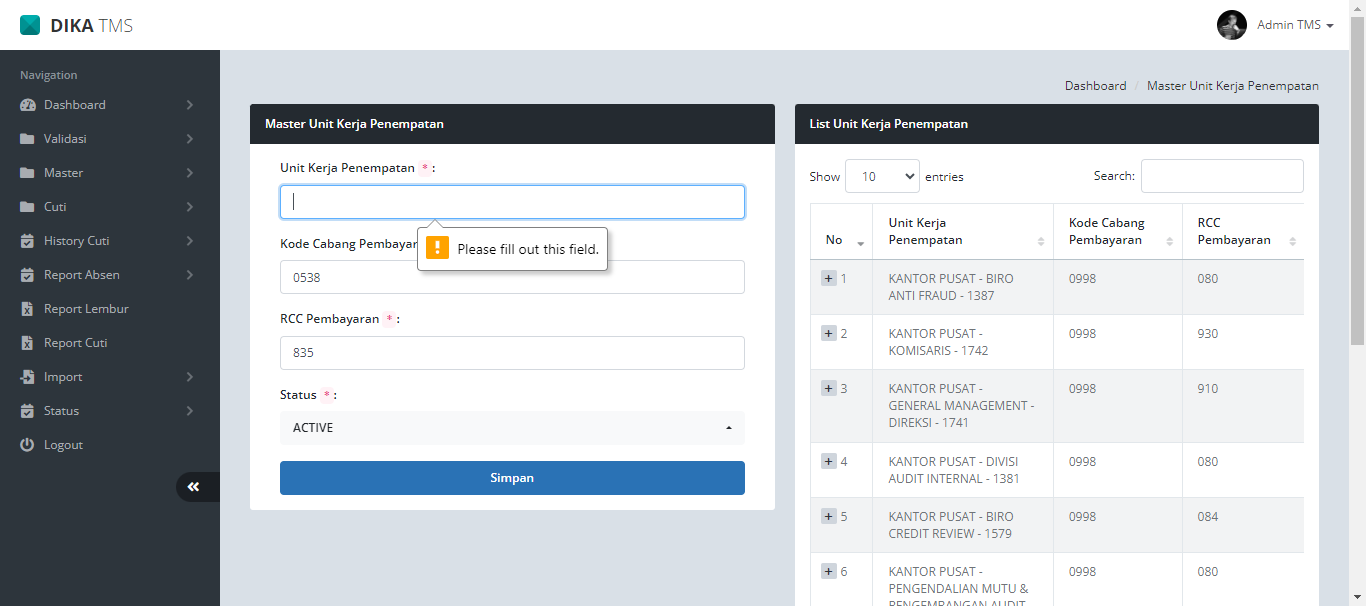 DIKA TMS
Admin TMS
Navigation
Dashboard
Validasi
Master
Cuti
History Cuti
Report Absen
Report Lembur
Report Cuti
Import
Status
Logout
Dashboard / Master Unit Kerja Penempatan
Master Unit Kerja Penempatan
Unit Kerja Penempatan * :
Please fill out this field.
Kode Cabang Pembayar
0538
RCC Pembayaran * :
835
Status * :
ACTIVE
Simpan
List Unit Kerja Penempatan
Show 10 entries
Search:
No
Unit Kerja
Penempatan
Kode Cabang
Pembayaran
RCC
Pembayaran
+ 1 KANTOR PUSAT - BIRO 0998 080
ANTI FRAUD - 1387
+ 2 KANTOR PUSAT - 0998 930
KOMISARIS - 1742
+ 3 KANTOR PUSAT - 0998 910
GENERAL MANAGEMENT -
DIREKSI - 1741
+ 4 KANTOR PUSAT - DIVISI 0998 080
AUDIT INTERNAL - 1381
+ 5 KANTOR PUSAT - BIRO 0998 084
CREDIT REVIEW - 1579
+ 6 KANTOR PUSAT - 0998 080
PENGENDALIAN MUTU &
PENGEMBANGAN AUDIT